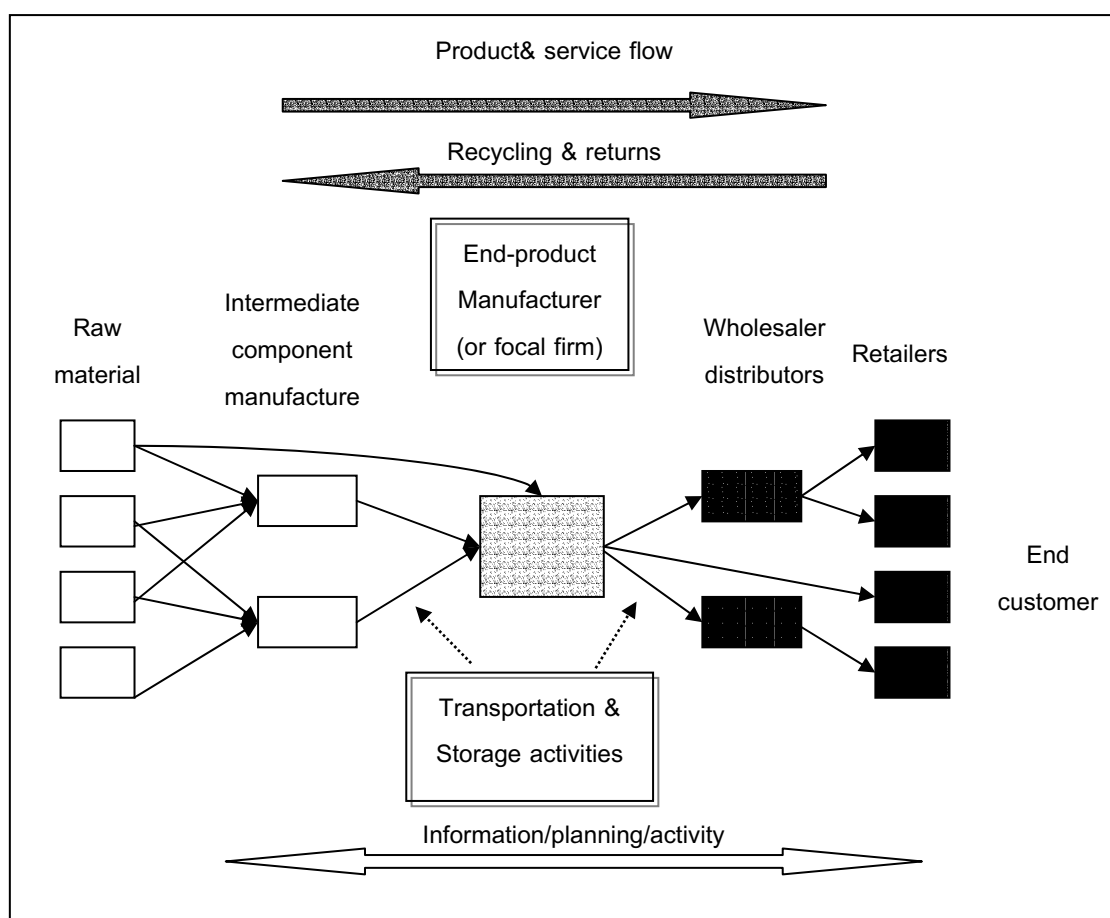 Product& service flow
Recycling & returns
End-product
Manufacturer
(or focal firm)
Raw
material
Intermediate
component
manufacture
Wholesaler
distributors
Retailers
End
customer
Transportation &
Storage activities
Information/planning/activity